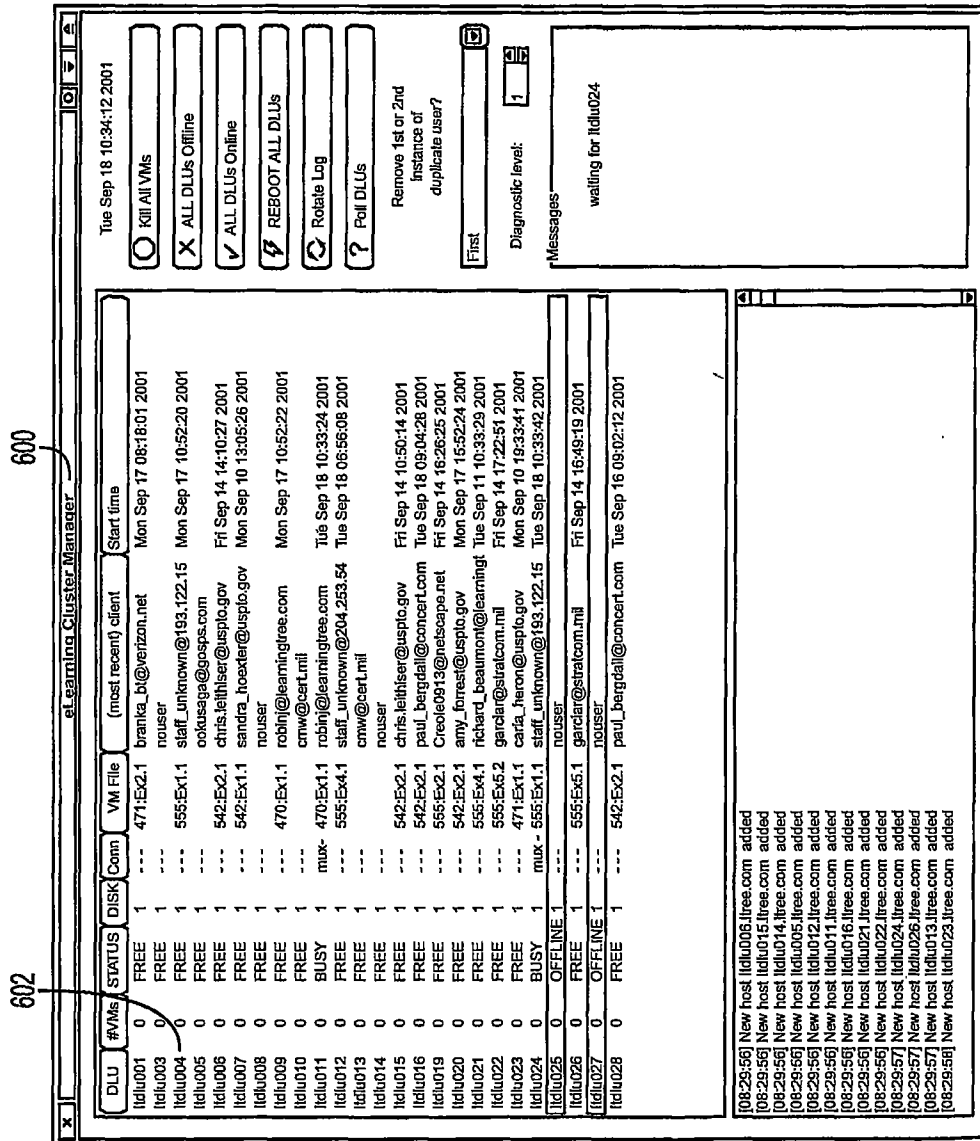 600
eLearning Cluster Manager
602
DLU #VMs STATUS DISK Conn VM File (most recent) client Start time
ltdlu001 0 FREE 1 --- 471:Ex2.1 branka_bt@verizon.net Mon Sep 17 08:18:01 2001
ltdlu003 0 FREE 1 --- nouser
ltdlu004 0 FREE 1 --- 555:Ex1.1 staff_unknown@193.122.15 Mon Sep 17 10:52:20 2001
ltdlu005 0 FREE 1 --- ookusaga@gosps.com
ltdlu006 0 FREE 1 --- 542:Ex2.1 chris.leithiser@uspto.gov Fri Sep 14 14:10:27 2001
ltdlu007 0 FREE 1 --- 542:Ex1.1 sandra_hoexter@uspto.gov Mon Sep 10 13:05:26 2001
ltdlu008 0 FREE 1 --- nouser
ltdlu009 0 FREE 1 --- 470:Ex1.1 robinj@learningtree.com Mon Sep 17 10:52:22 2001
ltdlu010 0 FREE 1 --- cmw@cert.mil
ltdlu011 0 BUSY 1 mux- 470:Ex1.1 robinj@learningtree.com Tue Sep 18 10:33:24 2001
ltdlu012 0 FREE 1 --- 555:Ex4.1 staff_unknown@204.253.54 Tue Sep 18 06:56:08 2001
ltdlu013 0 FREE 1 --- cmw@cert.mil
ltdlu014 0 FREE 1 --- nouser
ltdlu015 0 FREE 1 --- 542:Ex2.1 chris.leithiser@uspto.gov Fri Sep 14 10:50:14 2001
ltdlu016 0 FREE 1 --- 542:Ex2.1 paul_bergdall@concert.com Tue Sep 18 09:04:28 2001
ltdlu019 0 FREE 1 --- 555:Ex2.1 Creole0913@netscape.net Fri Sep 14 16:26:25 2001
ltdlu020 0 FREE 1 --- 542:Ex2.1 amy_forrest@uspto.gov Mon Sep 17 15:52:24 2001
ltdlu021 0 FREE 1 --- 555:Ex4.1 richard_beaumont@learningt Tue Sep 11 10:33:29 2001
ltdlu022 0 FREE 1 --- 555:Ex5.2 garciar@stratcom.mil Fri Sep 14 17:22:51 2001
ltdlu023 0 FREE 1 --- 471:Ex1.1 carla_heron@uspto.gov Mon Sep 10 19:33:41 2001
ltdlu024 0 BUSY 1 mux - 555:Ex1.1 staff_unknown@193.122.15 Tue Sep 18 10:33:42 2001
ltdlu025 0 OFFLINE 1 --- nouser
ltdlu026 0 FREE 1 --- 555:Ex5.1 garciar@stratcom.mil Fri Sep 14 16:49:19 2001
ltdlu027 0 OFFLINE 1 --- nouser
ltdlu028 0 FREE 1 --- 542:Ex2.1 paul_bergdall@concert.com Tue Sep 16 09:02:12 2001
Tue Sep 18 10:34:12 2001
Kill All VMs
X ALL DLUs Offline
✓ ALL DLUs Online
REBOOT ALL DLUs
Rotate Log
? Poll DLUs
Remove 1st or 2nd
Instance of
duplicate user?
First
Diagnostic level:
1
Messages
waiting for ltdlu024
[08:29:56] New host ltdlu006.ltree.com added
[08:29:56] New host ltdlu015.ltree.com added
[08:29:56] New host ltdlu014.ltree.com added
[08:29:56] New host ltdlu005.ltree.com added
[08:29:56] New host ltdlu012.ltree.com added
[08:29:56] New host ltdlu011.ltree.com added
[08:29:56] New host ltdlu016.ltree.com added
[08:29:56] New host ltdlu021.ltree.com added
[08:29:56] New host ltdlu022.ltree.com added
[08:29:57] New host ltdlu024.ltree.com added
[08:29:57] New host ltdlu026.ltree.com added
[08:29:57] New host ltdlu013.ltree.com added
[08:29:58] New host ltdlu023.ltree.com added